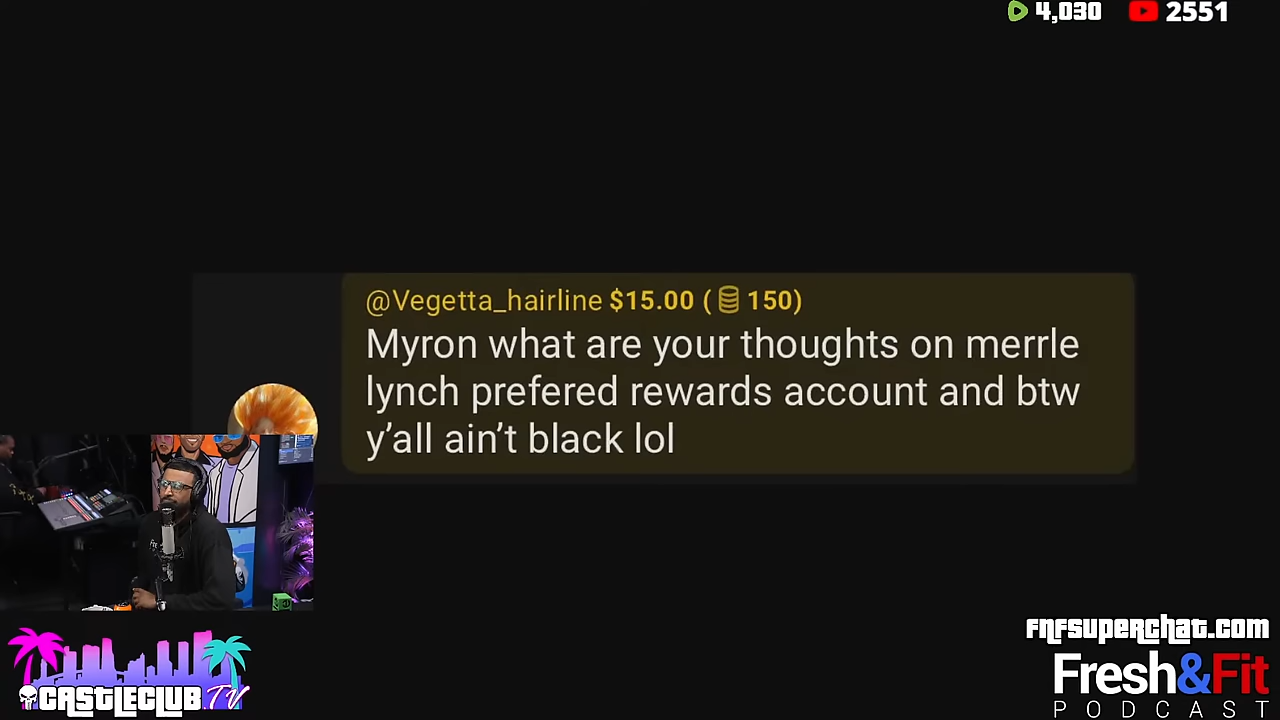 4,030 2551
@Vegetta_hairline $15.00 ( 150)
Myron what are your thoughts on merrle
lynch prefered rewards account and btw
y'all ain't black lol
CASTLECLUB.TV
fnfsuperchat.com
Fresh&Fit
PODCAST